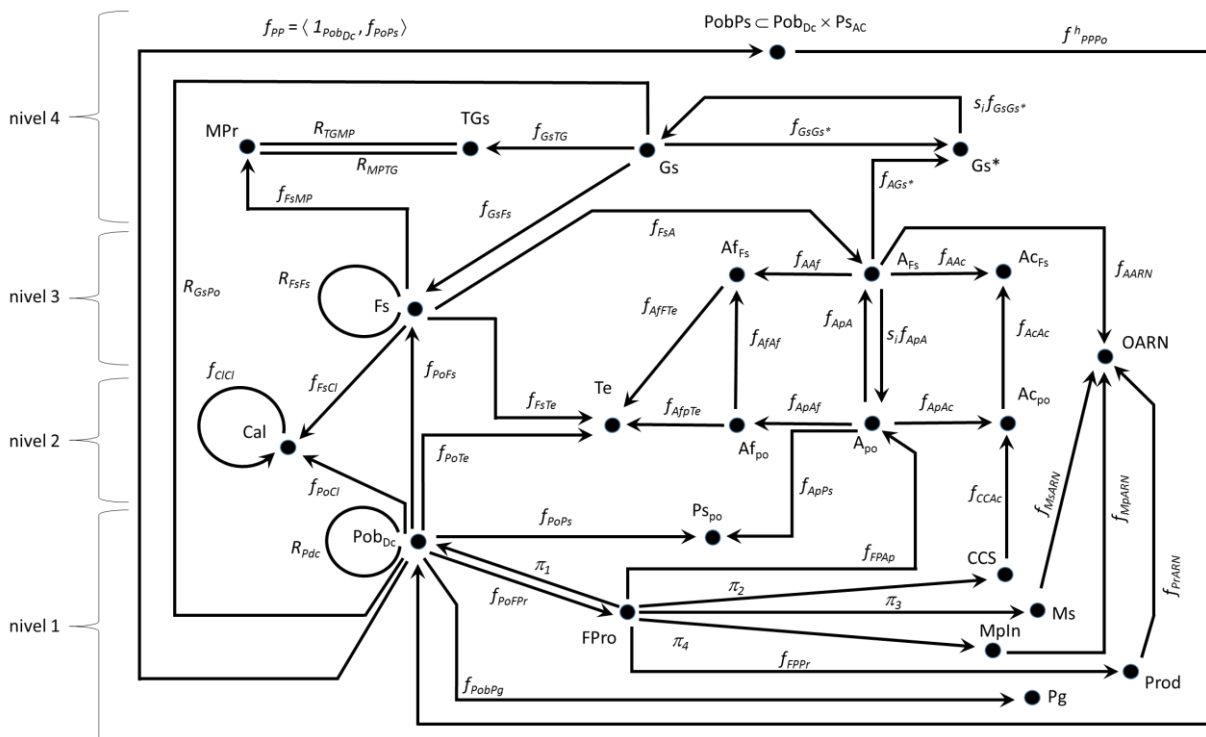 f_PP = ⟨ 1_PobDc , f_PoPs ⟩
PobPs ⊂ Pob_Dc × Ps_AC
f^h_PPPo
nivel 4
s_i f_GsGs*
MPr
R_TGMP
TGs
f_GsTG
f_GsGs*
R_MPTG
Gs
Gs*
f_FsMP
f_GsFs
f_AGs*
f_FsA
nivel 3
R_GsPo
R_FsFs
Fs
Af_Fs
f_AAf
A_Fs
f_AAc
Ac_Fs
f_AARN
f_AfFTe
f_AfAf
f_ApA
s_i f_ApA
f_AcAc
OARN
f_ClCl
f_FsCl
f_PoFs
Te
f_FsTe
nivel 2
Cal
f_AfpTe
f_ApAf
f_ApAc
Ac_po
Af_po
A_po
f_PoTe
f_PoCl
f_ApPs
f_CCAc
f_MsARN
f_MpARN
f_PrARN
R_Pdc
Pob_Dc
f_PoPs
Ps_po
f_FPAp
CCS
nivel 1
π_1
f_PoFPr
π_2
π_3
Ms
FPro
π_4
MpIn
f_FPPr
Prod
f_PobPg
Pg